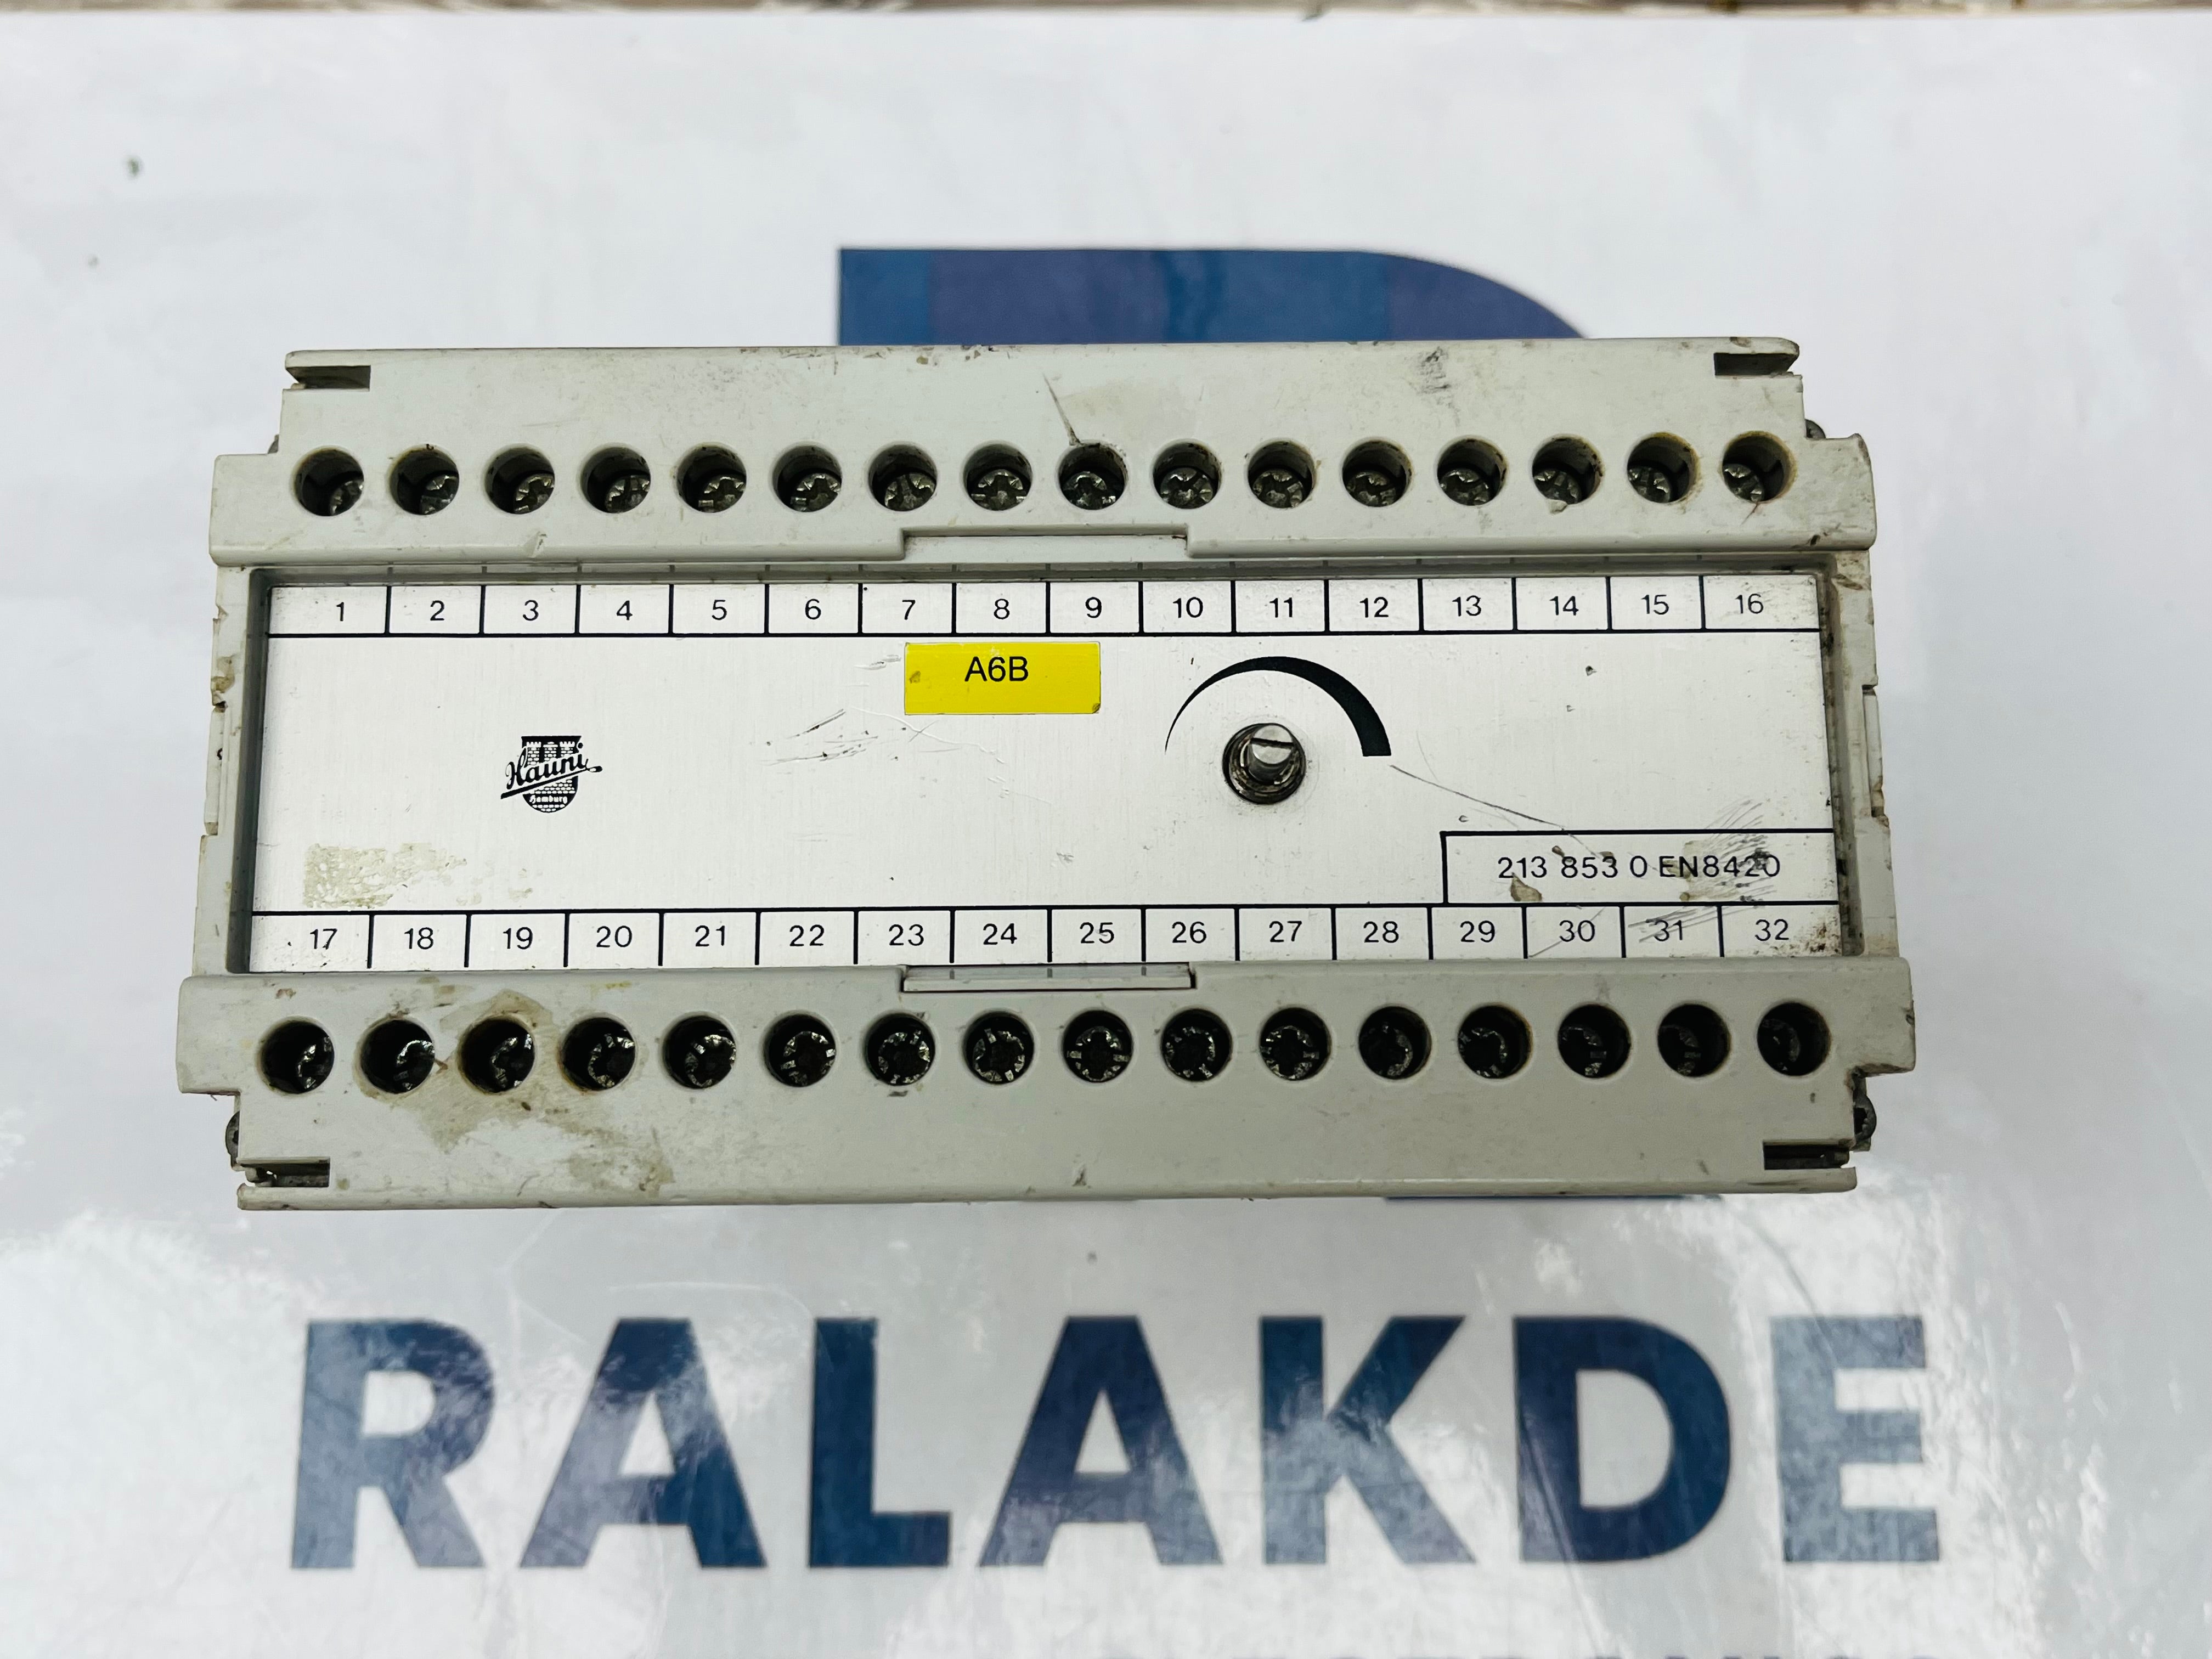 1 2 3 4 5 6 7 8 9 10 11 12 13 14 15 16
A6B
Hauni
Hamburg
213 853 0 EN8420
17 18 19 20 21 22 23 24 25 26 27 28 29 30 31 32
RALAKDE